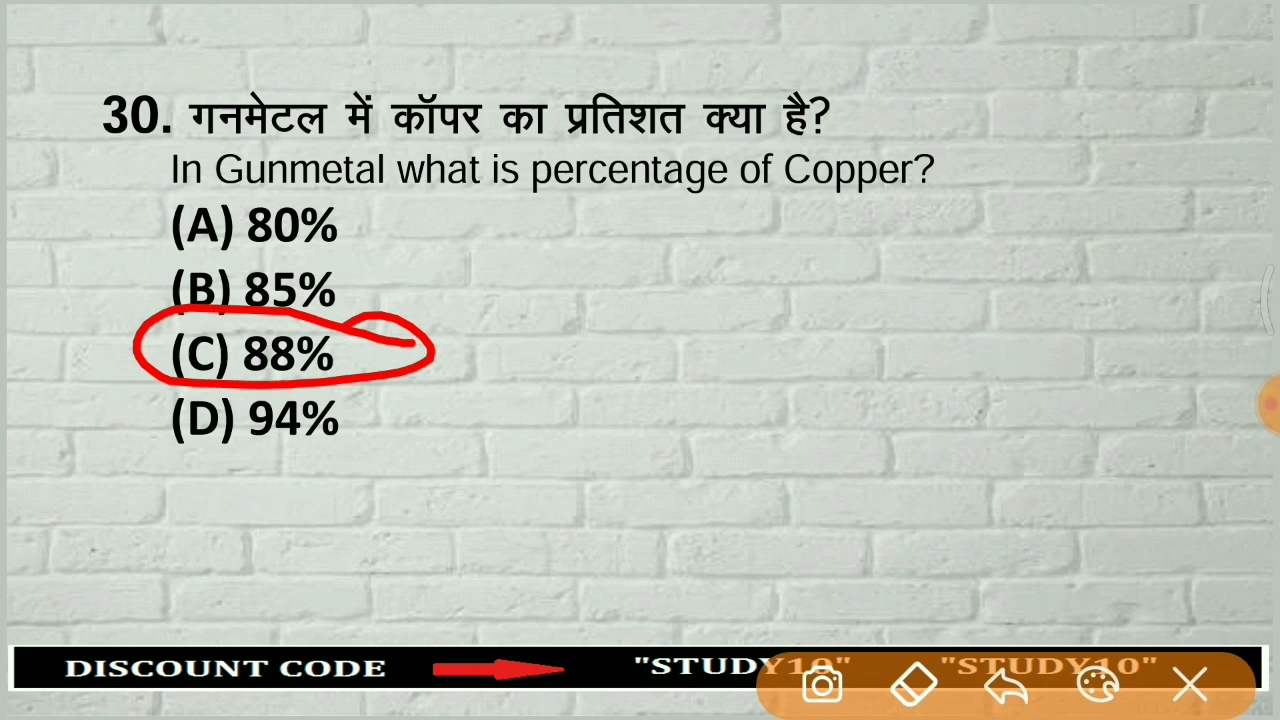 30. गनमेटल में कॉपर का प्रतिशत क्या है?
In Gunmetal what is percentage of Copper?
(A) 80%
(B) 85%
(C) 88%
(D) 94%
DISCOUNT CODE "STUDY10" "STUDY10"